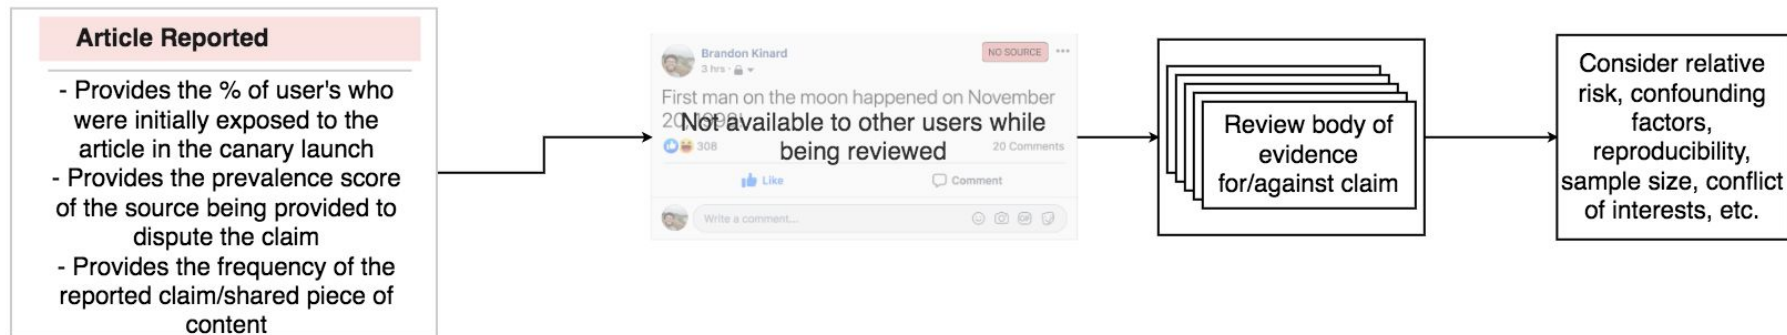 Article Reported
- Provides the % of user's who
were initially exposed to the
article in the canary launch
- Provides the prevalence score
of the source being provided to
dispute the claim
- Provides the frequency of the
reported claim/shared piece of
content
Brandon Kinard
NO SOURCE
3 hrs
First man on the moon happened on November
Not available to other users while
being reviewed
308
20 Comments
Like
Comment
Write a comment...
GIF
Review body of
evidence
for/against claim
Consider relative
risk, confounding
factors,
reproducibility,
sample size, conflict
of interests, etc.